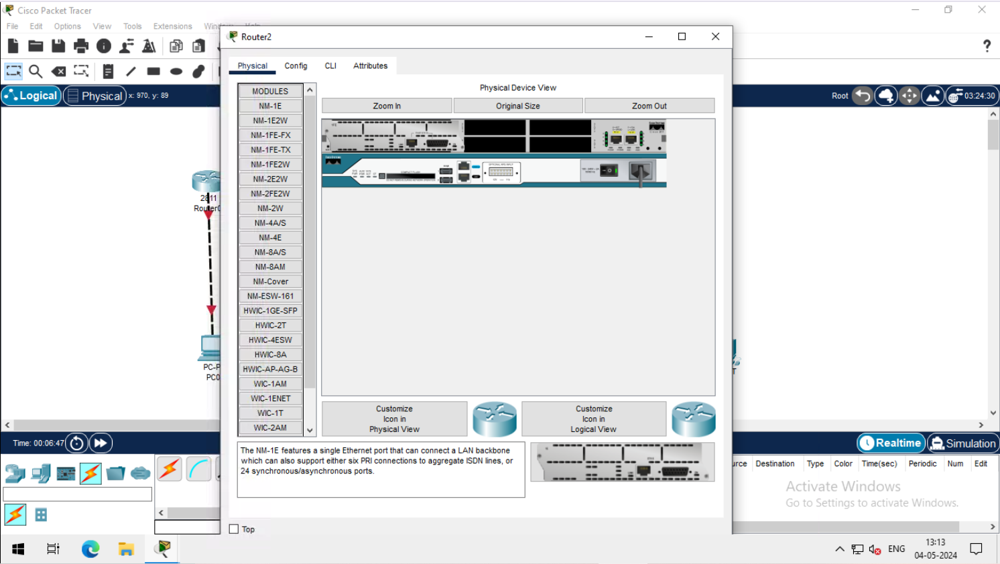 Cisco Packet Tracer
File Edit Options View Tools Extensions Window Help
Logical Physical x: 970, y: 89
Root 03:24:30
2811
Router0
PC0
Router2
Physical Config CLI Attributes
MODULES
NM-1E
NM-1E2W
NM-1FE-FX
NM-1FE-TX
NM-1FE2W
NM-2E2W
NM-2FE2W
NM-2W
NM-4A/S
NM-4E
NM-8A/S
NM-8AM
NM-Cover
NM-ESW-161
HWIC-1GE-SFP
HWIC-2T
HWIC-4ESW
HWIC-8A
HWIC-AP-AG-B
WIC-1AM
WIC-1ENET
WIC-1T
WIC-2AM
Physical Device View
Zoom In Original Size Zoom Out
Customize
Icon in
Physical View
Customize
Icon in
Logical View
The NM-1E features a single Ethernet port that can connect a LAN backbone
which can also support either six PRI connections to aggregate ISDN lines, or
24 synchronous/asynchronous ports.
Top
Time: 00:06:47
Realtime Simulation
Destination Type Color Time(sec) Periodic Num Edit
Activate Windows
Go to Settings to activate Windows.
ENG
13:13
04-05-2024